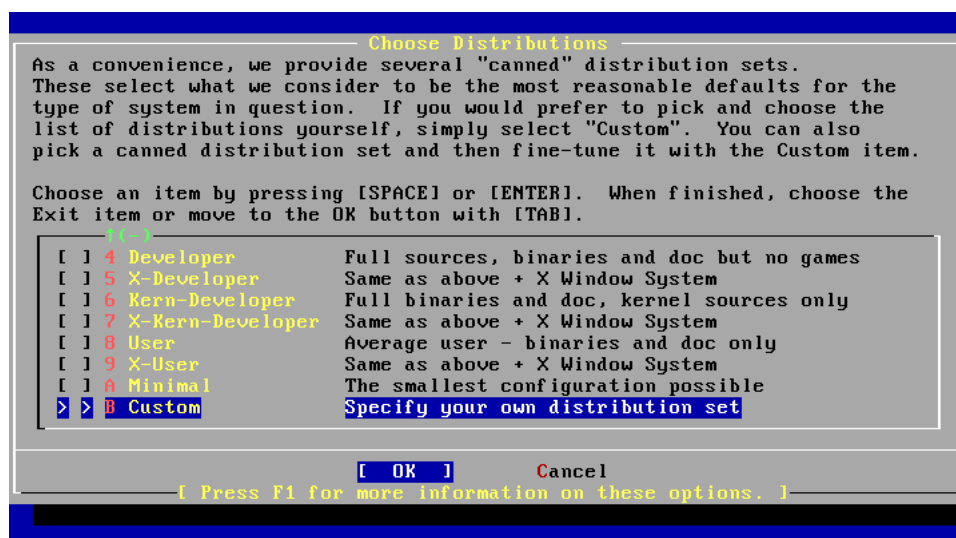 Choose Distributions
As a convenience, we provide several "canned" distribution sets.
These select what we consider to be the most reasonable defaults for the
type of system in question.  If you would prefer to pick and choose the
list of distributions yourself, simply select "Custom".  You can also
pick a canned distribution set and then fine-tune it with the Custom item.
Choose an item by pressing [SPACE] or [ENTER].  When finished, choose the
Exit item or move to the OK button with [TAB].
↑(-)
[ ] 4 Developer Full sources, binaries and doc but no games
[ ] 5 X-Developer Same as above + X Window System
[ ] 6 Kern-Developer Full binaries and doc, kernel sources only
[ ] 7 X-Kern-Developer Same as above + X Window System
[ ] 8 User Average user - binaries and doc only
[ ] 9 X-User Same as above + X Window System
[ ] A Minimal The smallest configuration possible
> > B Custom Specify your own distribution set
[ OK ] Cancel
[ Press F1 for more information on these options. ]